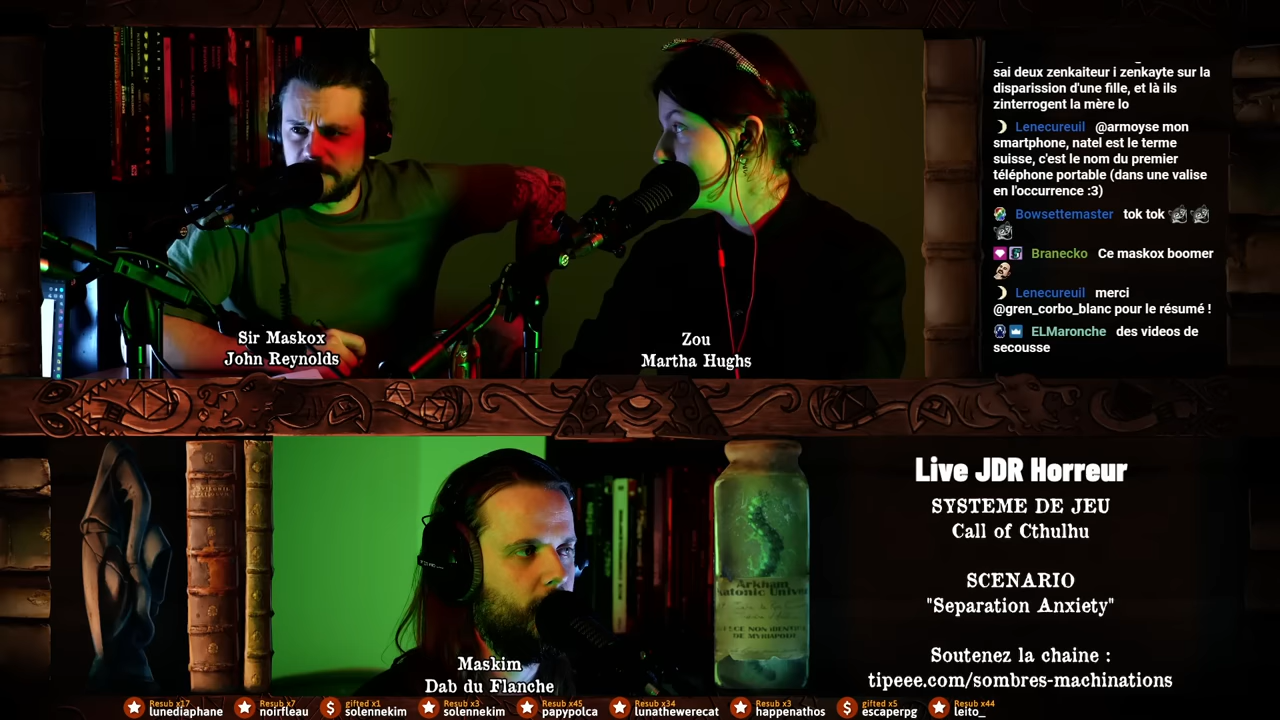 sai deux zenkaiteur i zenkayte sur la
disparission d'une fille, et là ils
zinterrogent la mère lo
Lenecureuil @armoyse mon
smartphone, natel est le terme
suisse, c'est le nom du premier
téléphone portable (dans une valise
en l'occurrence :3)
Bowsettemaster tok tok
Branecko Ce maskox boomer
Lenecureuil merci
@gren_corbo_blanc pour le résumé !
ELMaronche des videos de
secousse
Sir Maskox
John Reynolds
Zou
Martha Hughs
Maskim
Dab du Flanche
Arkham
Live JDR Horreur
SYSTEME DE JEU
Call of Cthulhu
SCENARIO
"Separation Anxiety"
Soutenez la chaine :
tipeee.com/sombres-machinations
Resub x17
lunediaphane
Resub x7
noirfleau
gifted x1
solennekim
Resub x3
solennekim
Resub x45
papypolca
Resub x34
lunathewerecat
Resub x3
happenathos
gifted x5
escaperpg
Resub x44
leito_